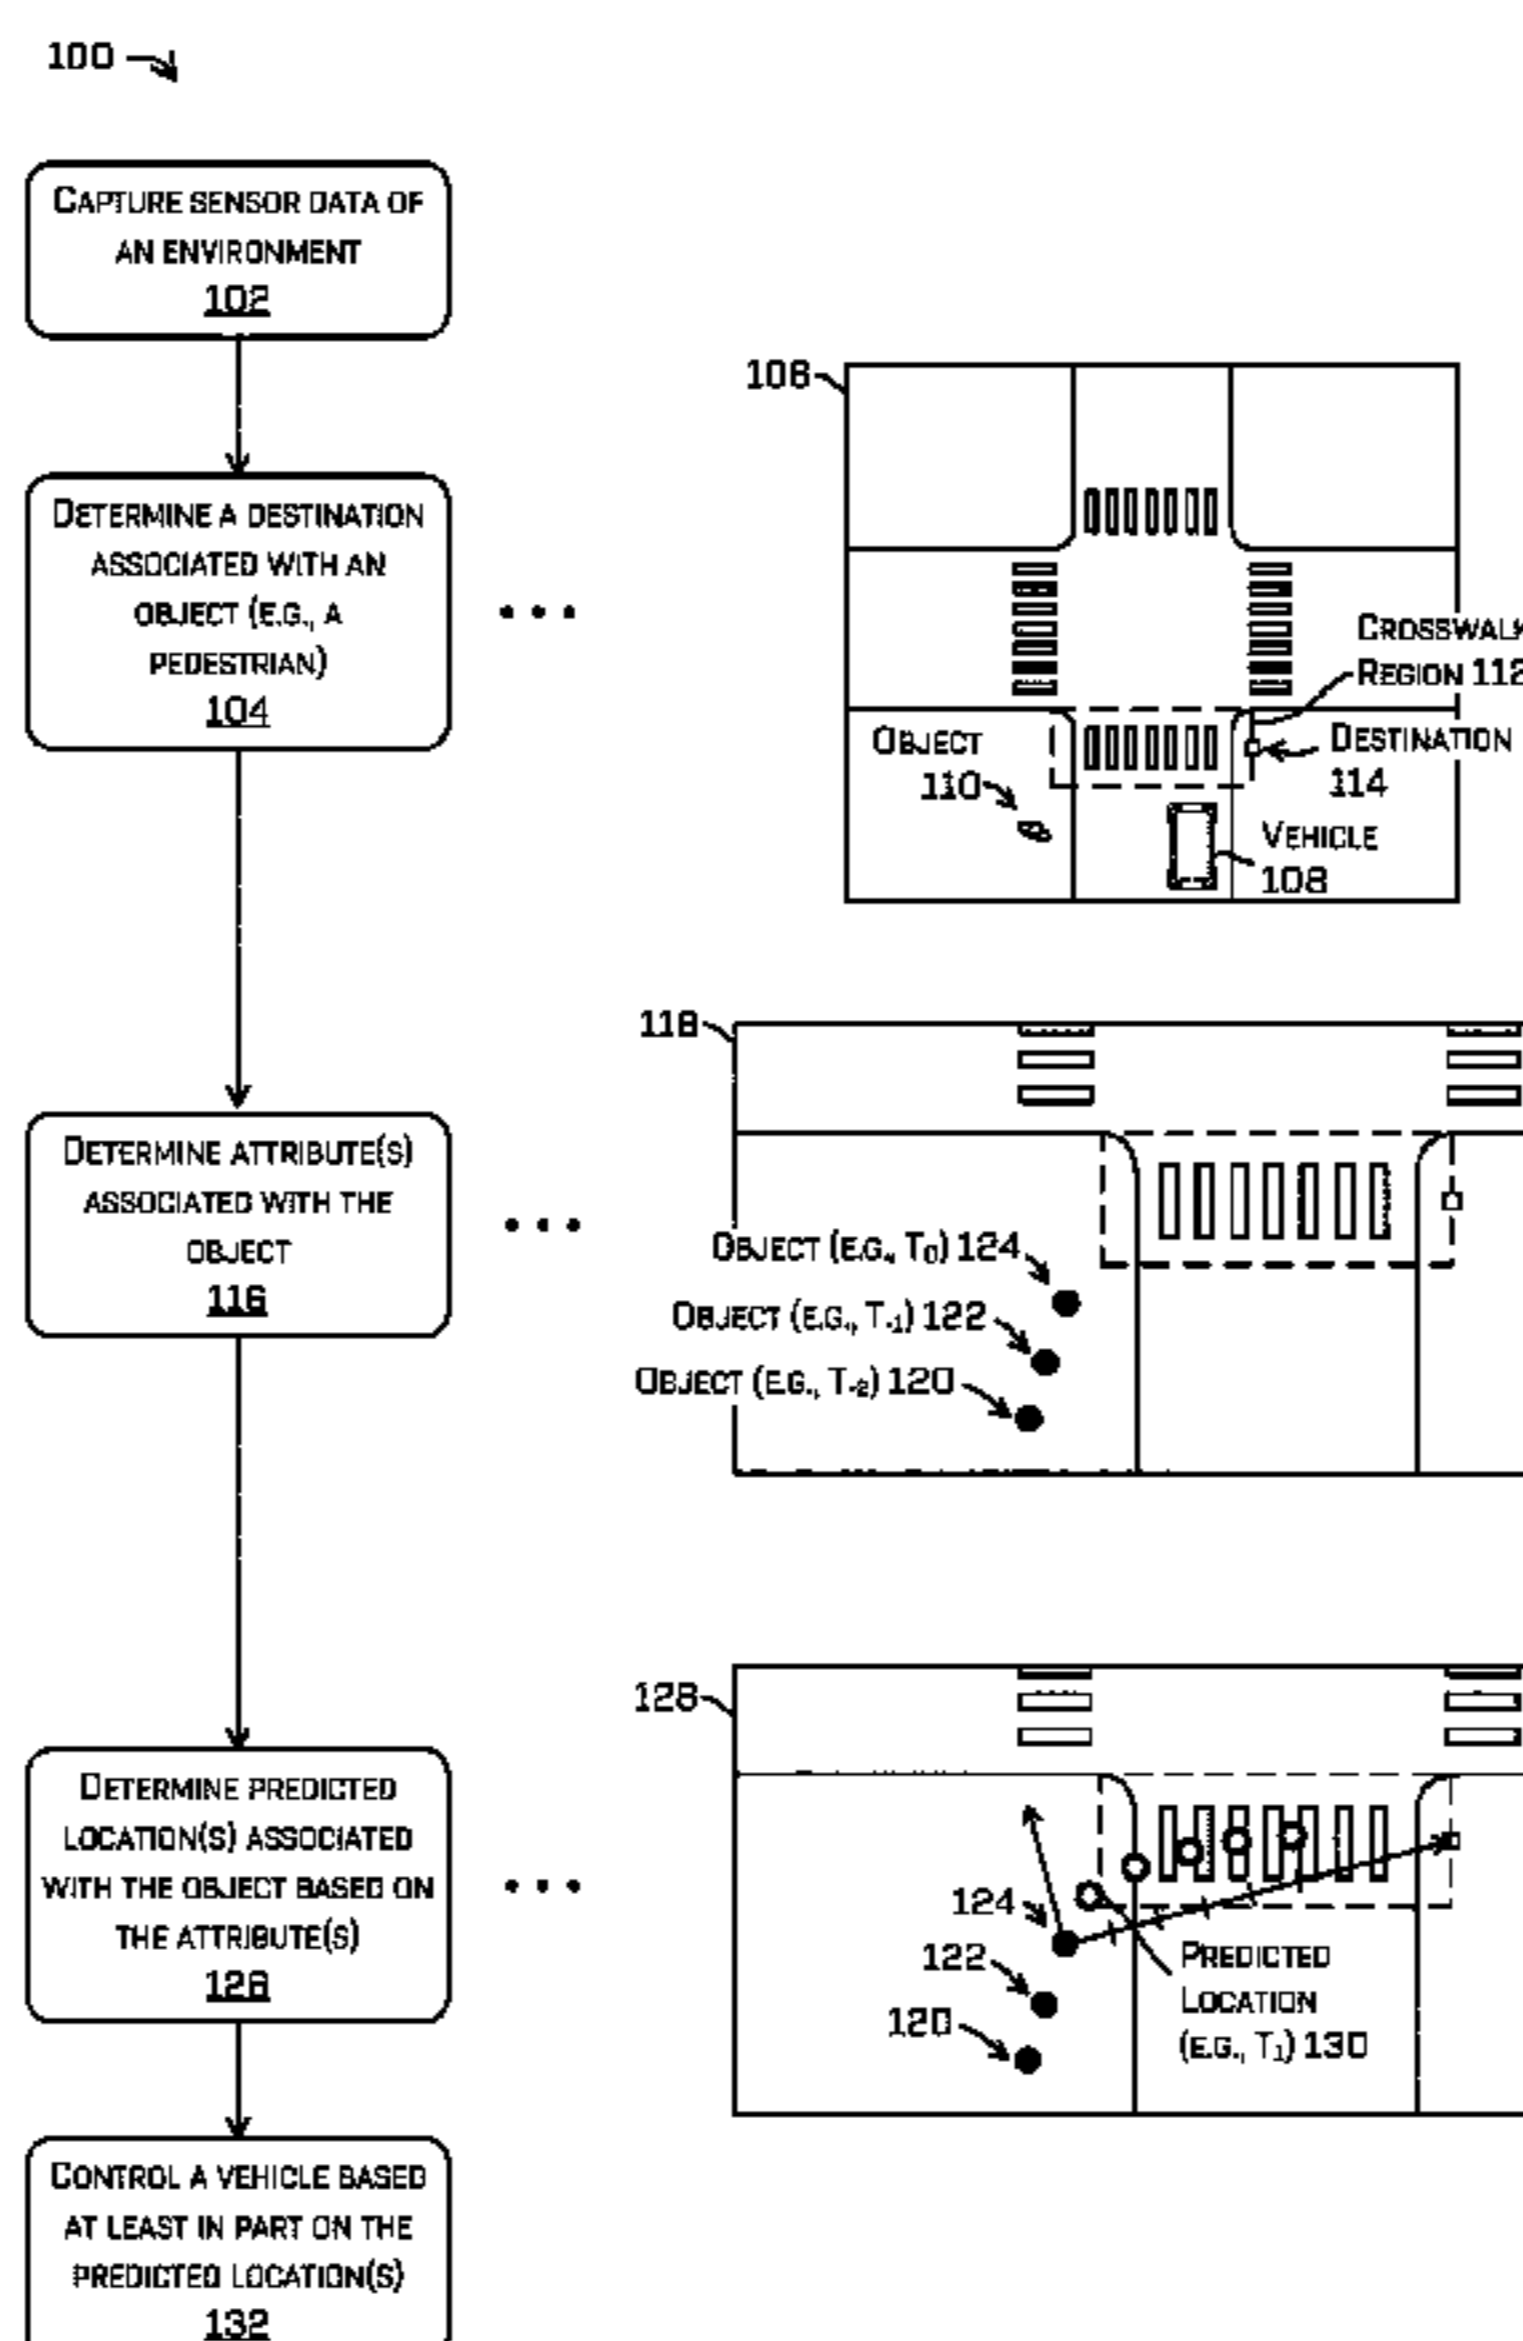 100
Capture sensor data of
an environment
102
Determine a destination
associated with an
object (e.g., a
pedestrian)
104
• • •
106
Crosswalk
Region 112
Object
110
Destination
114
Vehicle
108
Determine attribute(s)
associated with the
object
116
• • •
118
Object (e.g., T0) 124
Object (e.g., T-1) 122
Object (e.g., T-2) 120
Determine predicted
location(s) associated
with the object based on
the attribute(s)
126
• • •
128
124
122
120
Predicted
Location
(e.g., T1) 130
Control a vehicle based
at least in part on the
predicted location(s)
132